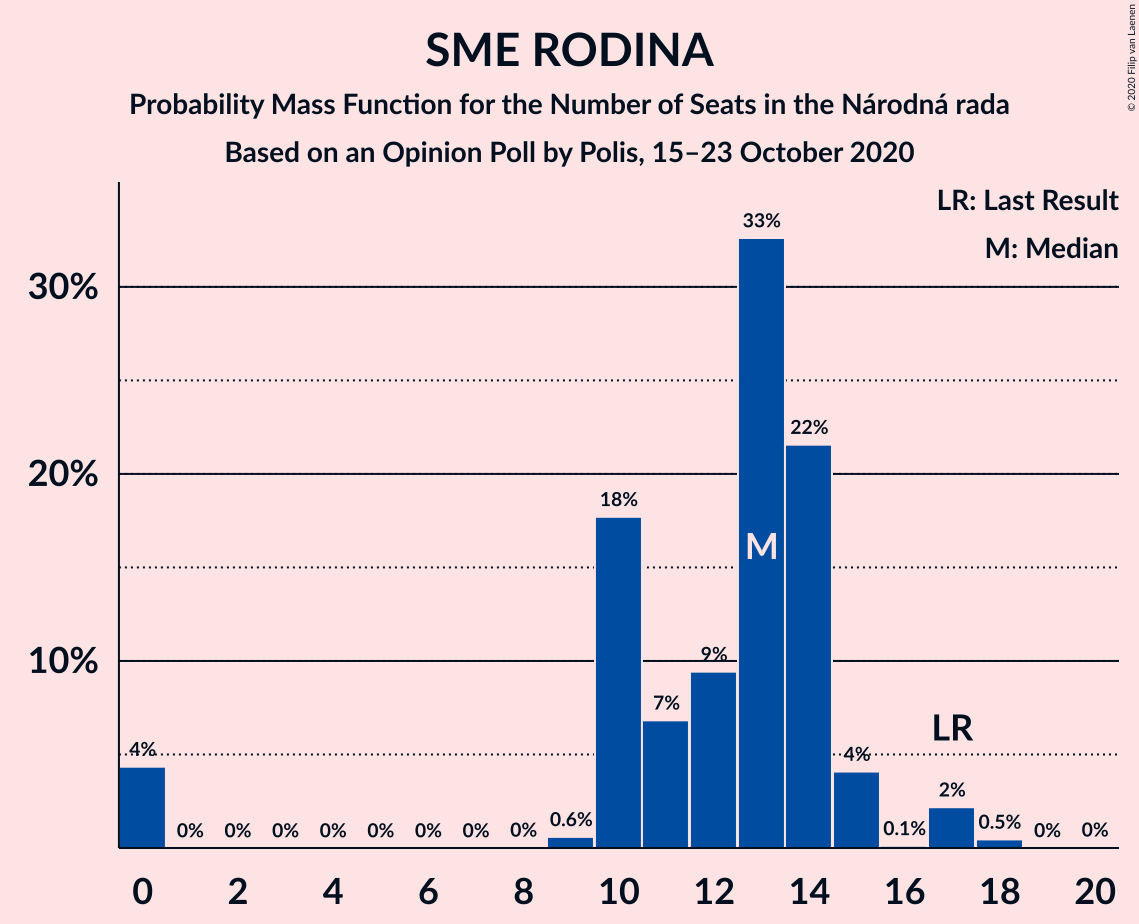 © 2020 Filip van Laenen
SME RODINA
Probability Mass Function for the Number of Seats in the Národná rada
Based on an Opinion Poll by Polis, 15–23 October 2020
LR: Last Result
M: Median
30%
20%
10%
4% 0% 0% 0% 0% 0% 0% 0% 0% 0.6% 18% 7% 9% 33% 22% 4% 0.1% 2% 0.5% 0% 0%
M
LR
0 2 4 6 8 10 12 14 16 18 20